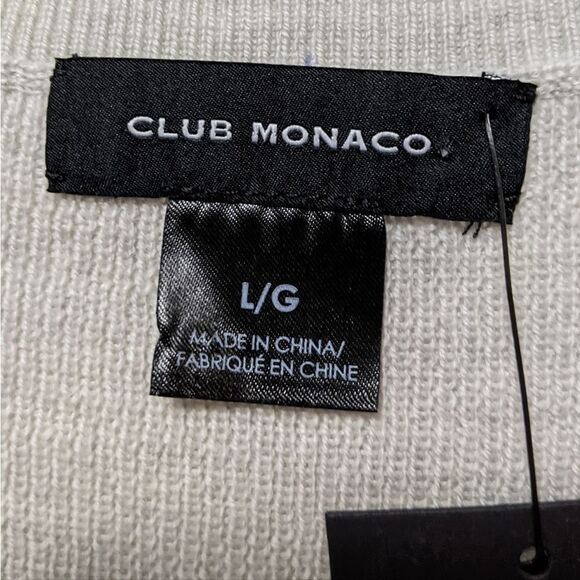 CLUB MONACO
L/G
MADE IN CHINA/
FABRIQUÉ EN CHINE